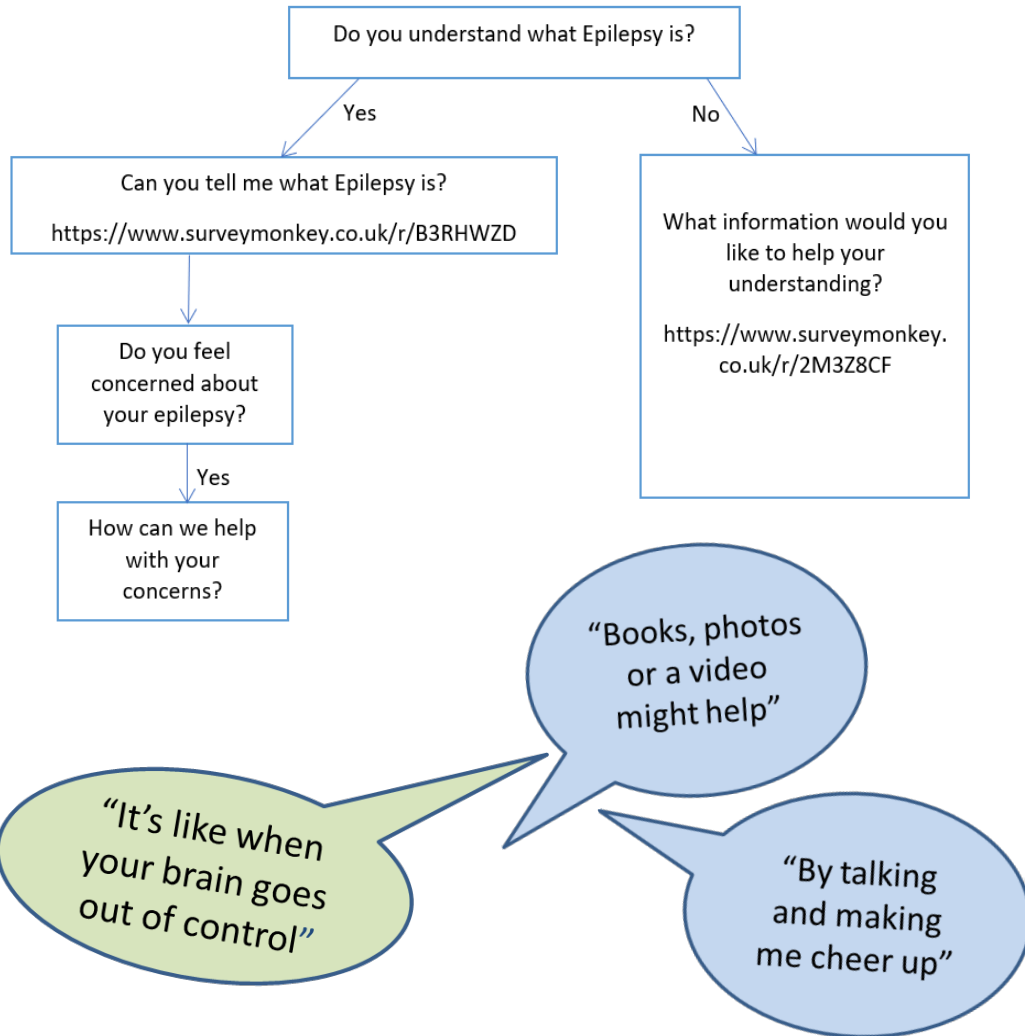 Do you understand what Epilepsy is?
Yes
No
Can you tell me what Epilepsy is?
https://www.surveymonkey.co.uk/r/B3RHWZD
What information would you
like to help your
understanding?
https://www.surveymonkey.
co.uk/r/2M3Z8CF
Do you feel
concerned about
your epilepsy?
Yes
How can we help
with your
concerns?
“Books, photos
or a video
might help”
“It’s like when
your brain goes
out of control”
“By talking
and making
me cheer up”